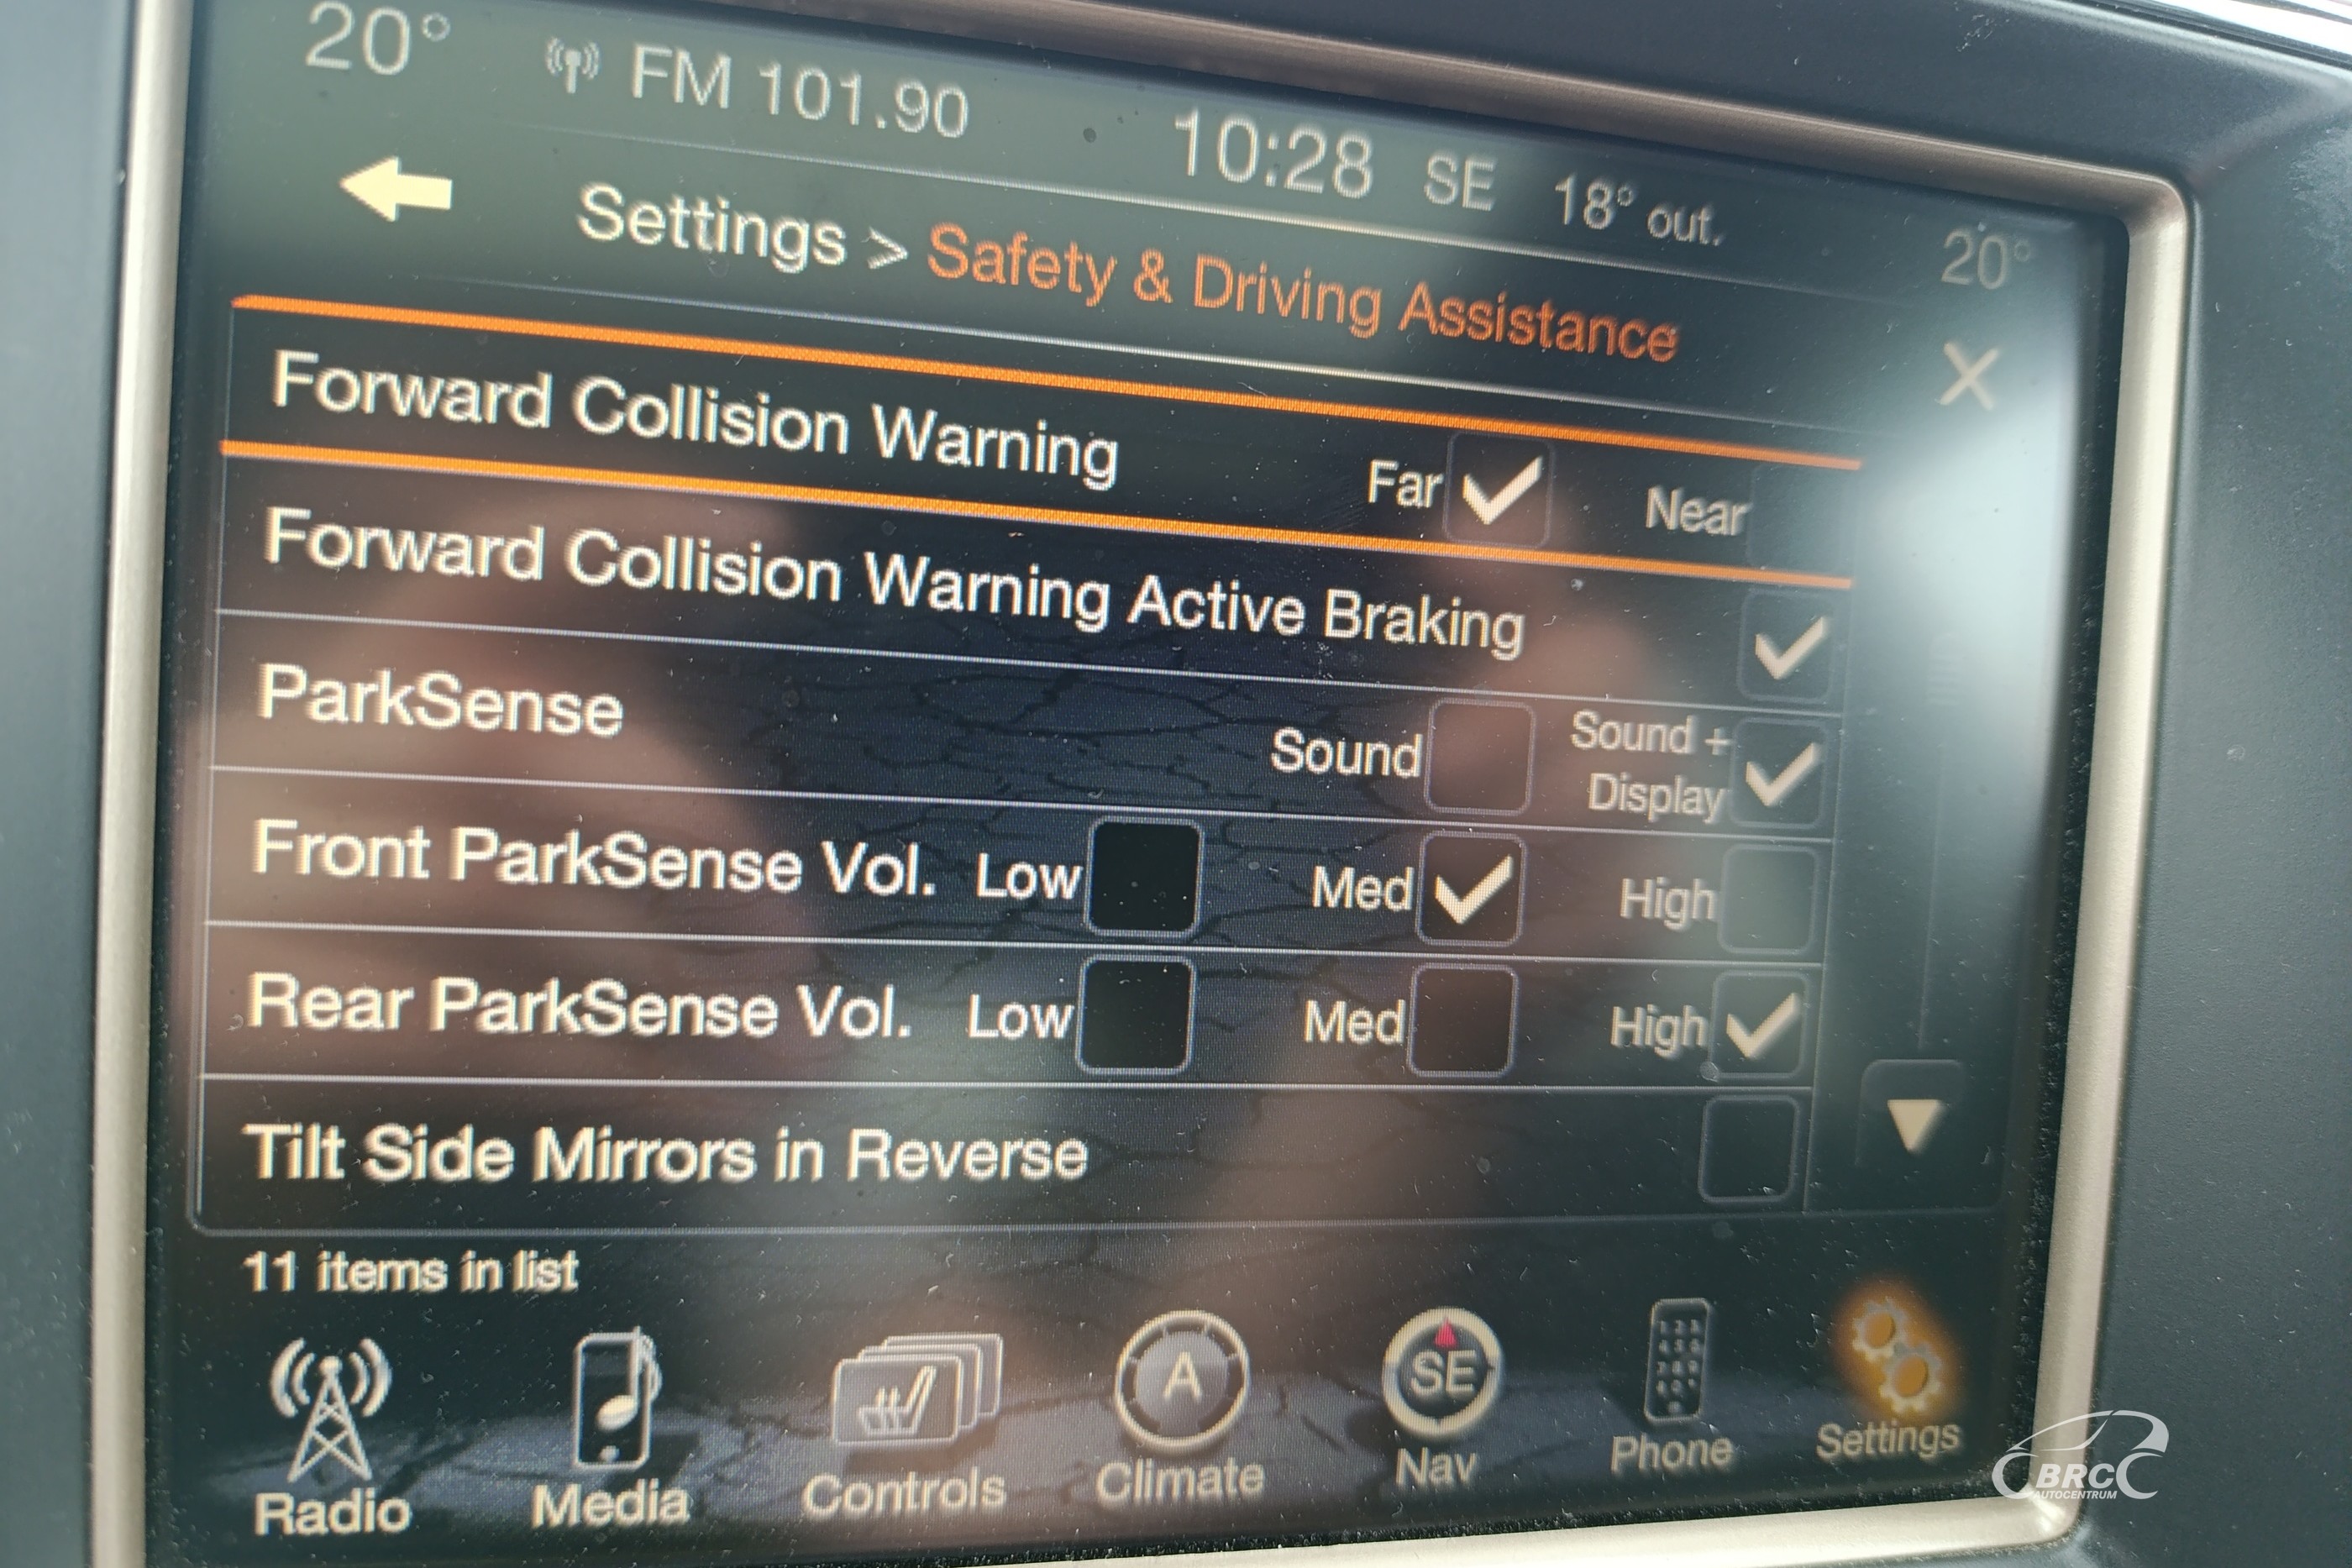 20° FM 101.90 10:28 SE 18° out. 20°
Settings > Safety & Driving Assistance
Forward Collision Warning Far Near
Forward Collision Warning Active Braking
ParkSense Sound Sound + Display
Front ParkSense Vol. Low Med High
Rear ParkSense Vol. Low Med High
Tilt Side Mirrors in Reverse
11 items in list
A SE
Radio Media Controls Climate Nav Phone Settings
BRC
AUTOCENTRUM